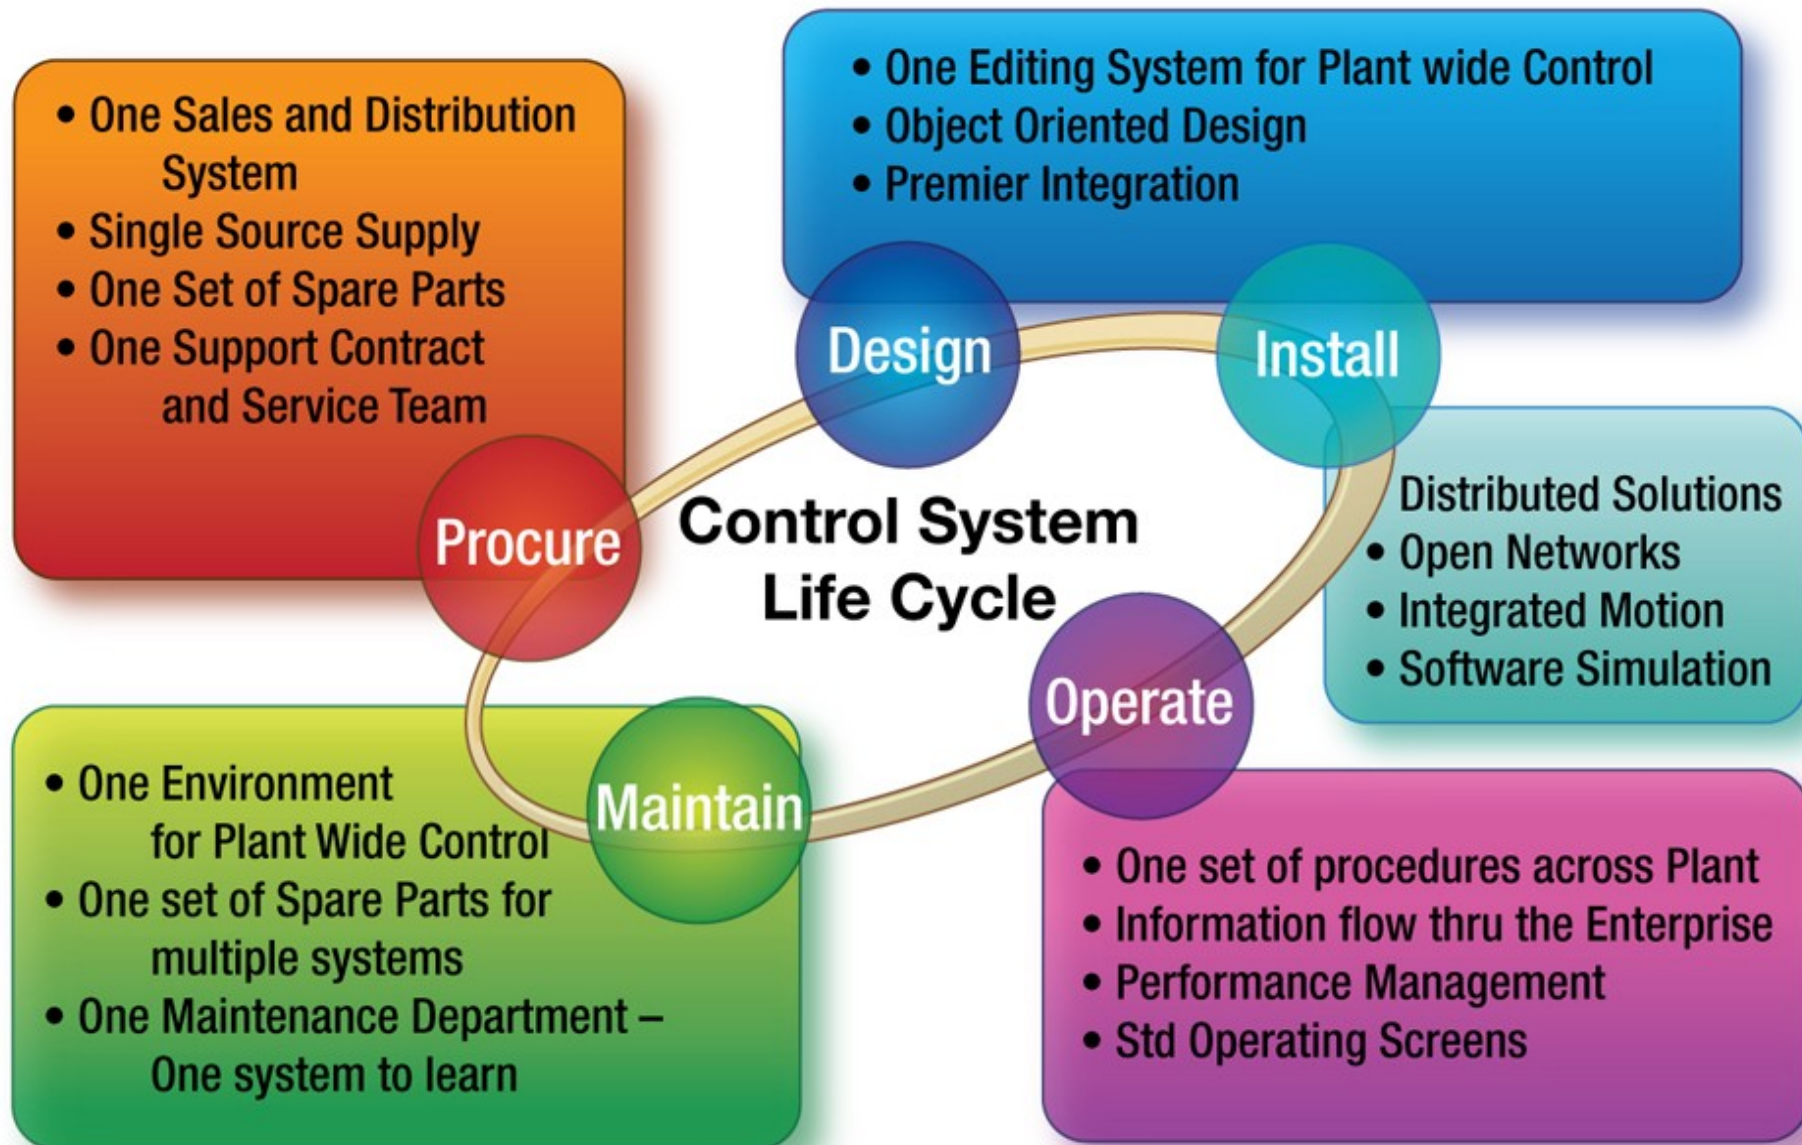 • One Sales and Distribution
System
• Single Source Supply
• One Set of Spare Parts
• One Support Contract
and Service Team
Procure
• One Editing System for Plant wide Control
• Object Oriented Design
• Premier Integration
Design
Install
Distributed Solutions
• Open Networks
• Integrated Motion
• Software Simulation
Control System
Life Cycle
Operate
• One set of procedures across Plant
• Information flow thru the Enterprise
• Performance Management
• Std Operating Screens
Maintain
• One Environment
for Plant Wide Control
• One set of Spare Parts for
multiple systems
• One Maintenance Department –
One system to learn